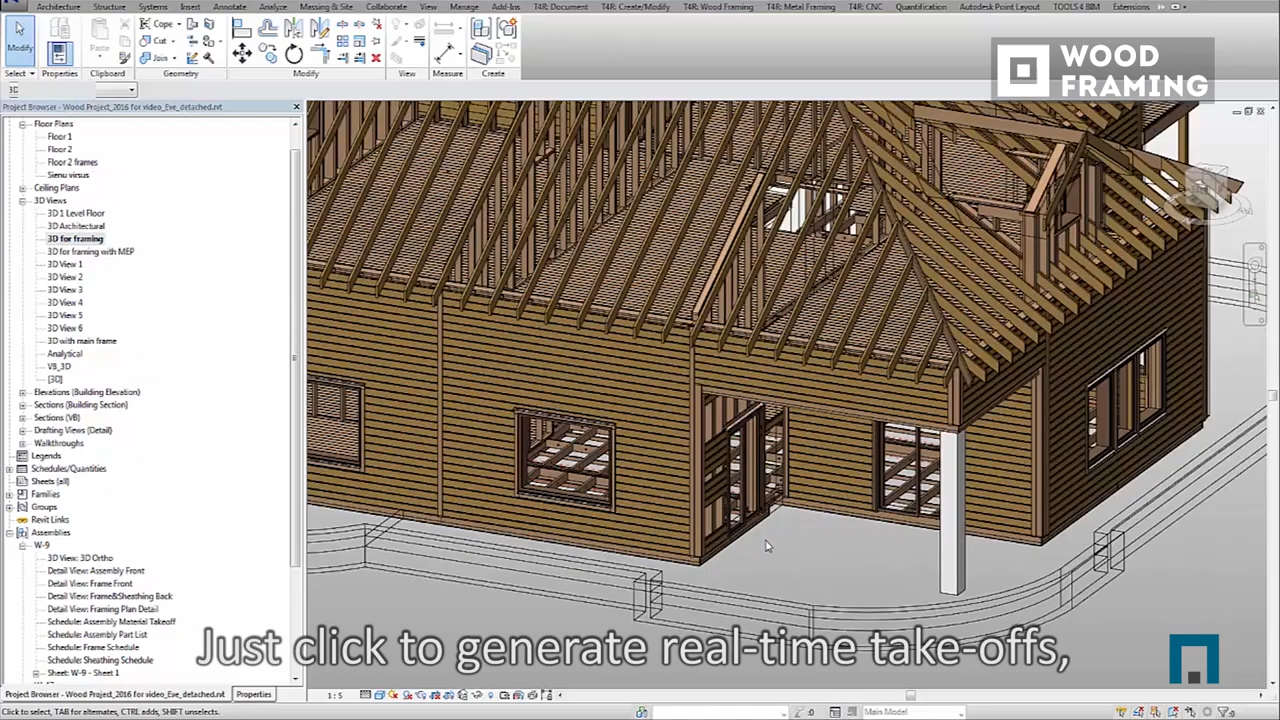 Architecture Structure Systems Insert Annotate Analyze Massing & Site Collaborate View Manage Add-Ins T4R: Document T4R: Create/Modify T4R: Wood Framing T4R: Metal Framing T4R: CNC Quantification Autodesk Point Layout TOOLS 4 BIM Extensions
Modify
Paste
Cope
Cut
Join
Select Properties Clipboard Geometry Modify View Measure Create
WOOD
FRAMING
3D
Project Browser - Wood Project_2016 for video_Eve_detached.rvt
Floor Plans
Floor 1
Floor 2
Floor 2 frames
Sienu virsus
Ceiling Plans
3D Views
3D 1 Level Floor
3D Architectural
3D for framing
3D for framing with MEP
3D View 1
3D View 2
3D View 3
3D View 4
3D View 5
3D View 6
3D with main frame
Analytical
VB_3D
{3D}
Elevations (Building Elevation)
Sections (Building Section)
Sections (VB)
Drafting Views (Detail)
Walkthroughs
Legends
Schedules/Quantities
Sheets (all)
Families
Groups
Revit Links
Assemblies
W-9
3D View: 3D Ortho
Detail View: Assembly Front
Detail View: Frame Front
Detail View: Frame&Sheathing Back
Detail View: Framing Plan Detail
Schedule: Assembly Material Takeoff
Schedule: Assembly Part List
Schedule: Frame Schedule
Schedule: Sheathing Schedule
Sheet: W-9 - Sheet 1
Just click to generate real-time take-offs,
Project Browser - Wood Project_2016 for video_Eve_detached.rvt Properties
1 : 5
Click to select, TAB for alternates, CTRL adds, SHIFT unselects.
:0
Main Model
:0